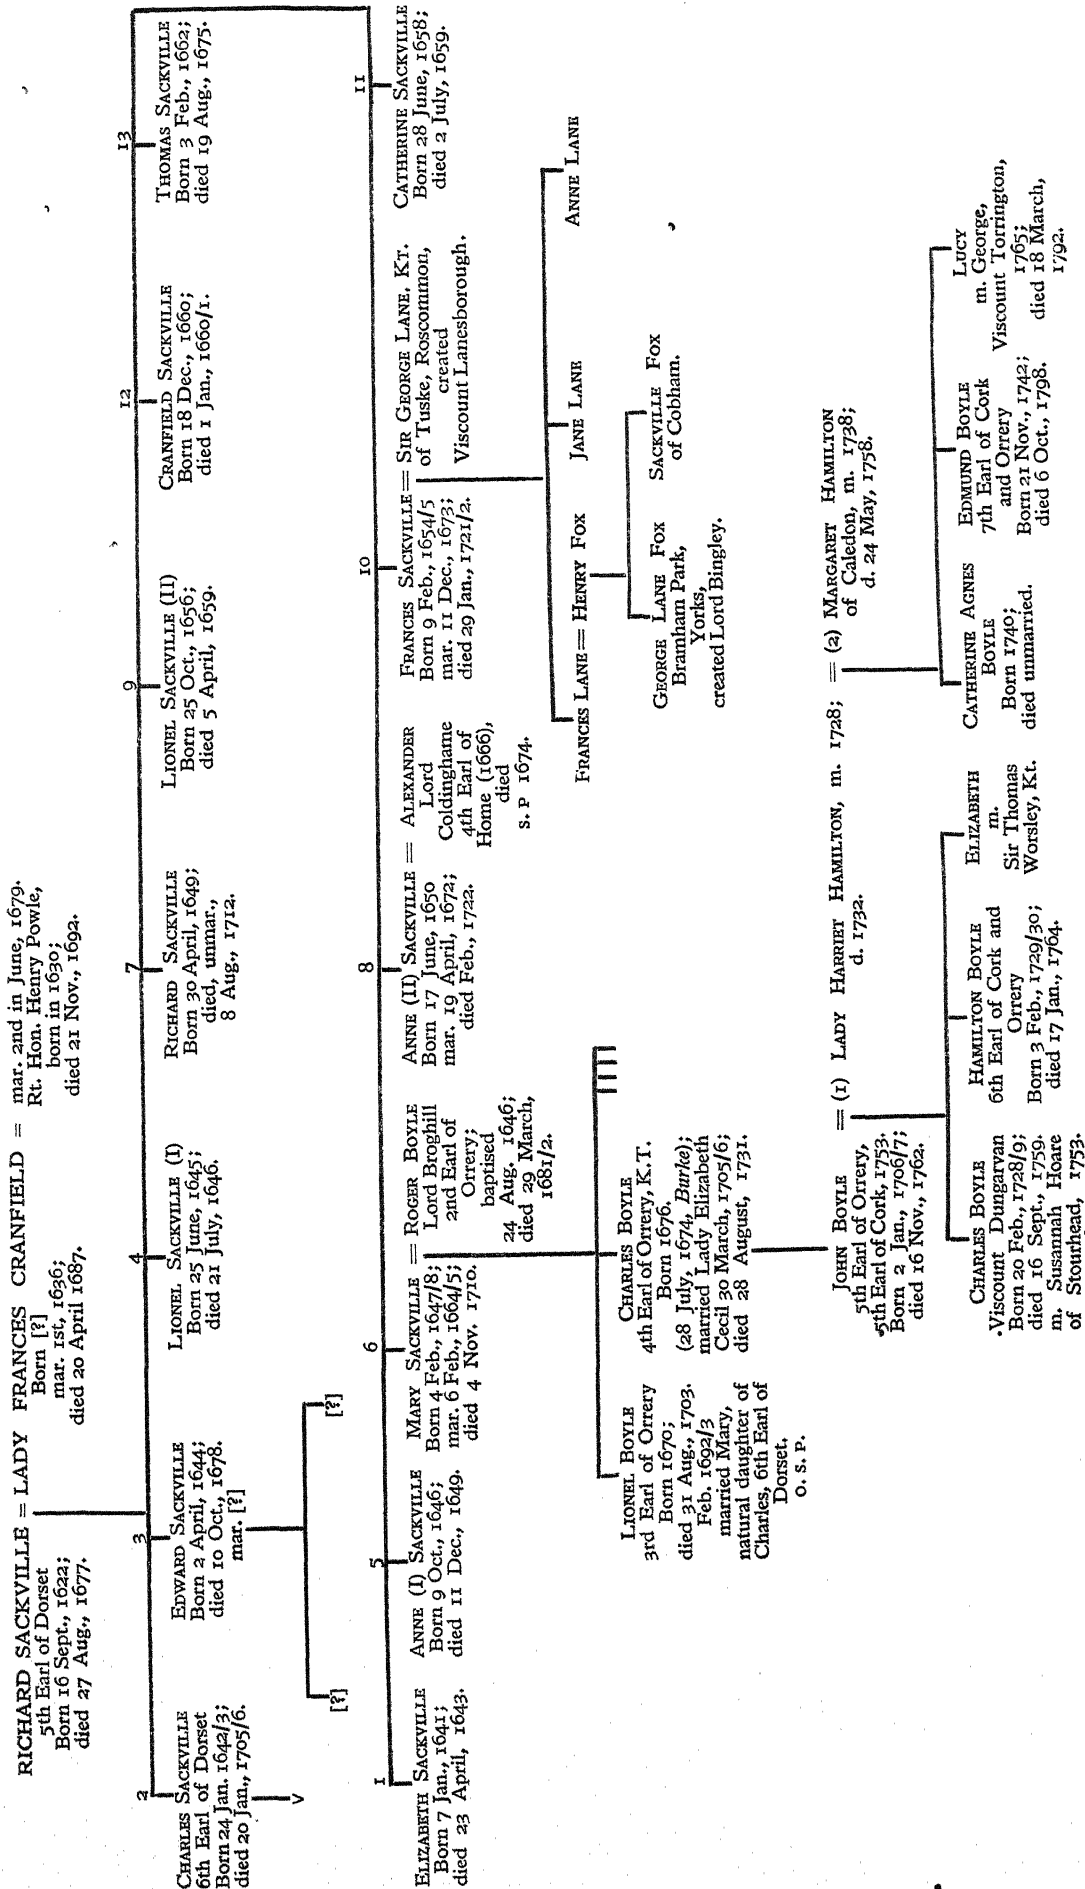 RICHARD SACKVILLE = LADY FRANCES CRANFIELD =
5th Earl of Dorset
Born 16 Sept., 1622;
died 27 Aug., 1677.
Born [?]
mar. 1st, 1636;
died 20 April 1687.
mar. 2nd in June, 1679.
Rt. Hon. Henry Powle,
born in 1630;
died 21 Nov., 1692.
2
CHARLES SACKVILLE
6th Earl of Dorset
Born 24 Jan. 1642/3;
died 20 Jan., 1705/6.
V
3
EDWARD SACKVILLE
Born 2 April, 1644;
died 10 Oct., 1678.
mar. [?]
[?]
[?]
4
LIONEL SACKVILLE (I)
Born 25 June, 1645;
died 21 July, 1646.
7
RICHARD SACKVILLE
Born 30 April, 1649;
died, unmar.,
8 Aug., 1712.
9
LIONEL SACKVILLE (II)
Born 25 Oct., 1656;
died 5 April, 1659.
12
CRANFIELD SACKVILLE
Born 18 Dec., 1660;
died 1 Jan., 1660/1.
13
THOMAS SACKVILLE
Born 3 Feb., 1662;
died 19 Aug., 1675.
1
ELIZABETH SACKVILLE
Born 7 Jan., 1641;
died 23 April, 1643.
5
ANNE (I) SACKVILLE
Born 9 Oct., 1646;
died 11 Dec., 1649.
6
MARY SACKVILLE =
Born 4 Feb., 1647/8;
mar. 6 Feb., 1664/5;
died 4 Nov. 1710.
ROGER BOYLE
Lord Broghill
2nd Earl of
Orrery;
baptised
24 Aug. 1646;
died 29 March,
1681/2.
8
ANNE (II) SACKVILLE =
Born 17 June, 1650
mar. 19 April, 1672;
died Feb., 1722.
ALEXANDER
Lord
Coldinghame
4th Earl of
Home (1666),
died
s. P 1674.
10
FRANCES SACKVILLE =
Born 9 Feb., 1654/5
mar. 11 Dec., 1673;
died 29 Jan., 1721/2.
SIR GEORGE LANE, KT.
of Tuske, Roscommon,
created
Viscount Lanesborough.
11
CATHERINE SACKVILLE
Born 28 June, 1658;
died 2 July, 1659.
FRANCES LANE = HENRY FOX
JANE LANE
ANNE LANE
GEORGE LANE FOX
Bramham Park,
Yorks,
created Lord Bingley.
SACKVILLE FOX
of Cobham.
LIONEL BOYLE
3rd Earl of Orrery
Born 1670;
died 31 Aug., 1703.
Feb. 1692/3
married Mary,
natural daughter of
Charles, 6th Earl of
Dorset.
o. s. p.
CHARLES BOYLE
4th Earl of Orrery, K.T.
Born 1676.
(28 July, 1674, Burke);
married Lady Elizabeth
Cecil 30 March, 1705/6;
died 28 August, 1731.
JOHN BOYLE
5th Earl of Orrery,
5th Earl of Cork, 1753.
Born 2 Jan., 1706/7;
died 16 Nov., 1762.
= (1) LADY HARRIET HAMILTON, m. 1728;
d. 1732.
= (2) MARGARET HAMILTON
of Caledon, m. 1738;
d. 24 May, 1758.
CHARLES BOYLE
Viscount Dungarvan
Born 20 Feb., 1728/9;
died 16 Sept., 1759.
m. Susannah Hoare
of Stourhead, 1753.
HAMILTON BOYLE
6th Earl of Cork and
Orrery
Born 3 Feb., 1729/30;
died 17 Jan., 1764.
ELIZABETH
m.
Sir Thomas
Worsley, Kt.
CATHERINE AGNES
BOYLE
Born 1740;
died unmarried.
EDMUND BOYLE
7th Earl of Cork
and Orrery
Born 21 Nov., 1742;
died 6 Oct., 1798.
LUCY
m. George,
Viscount Torrington,
1765;
died 18 March,
1792.